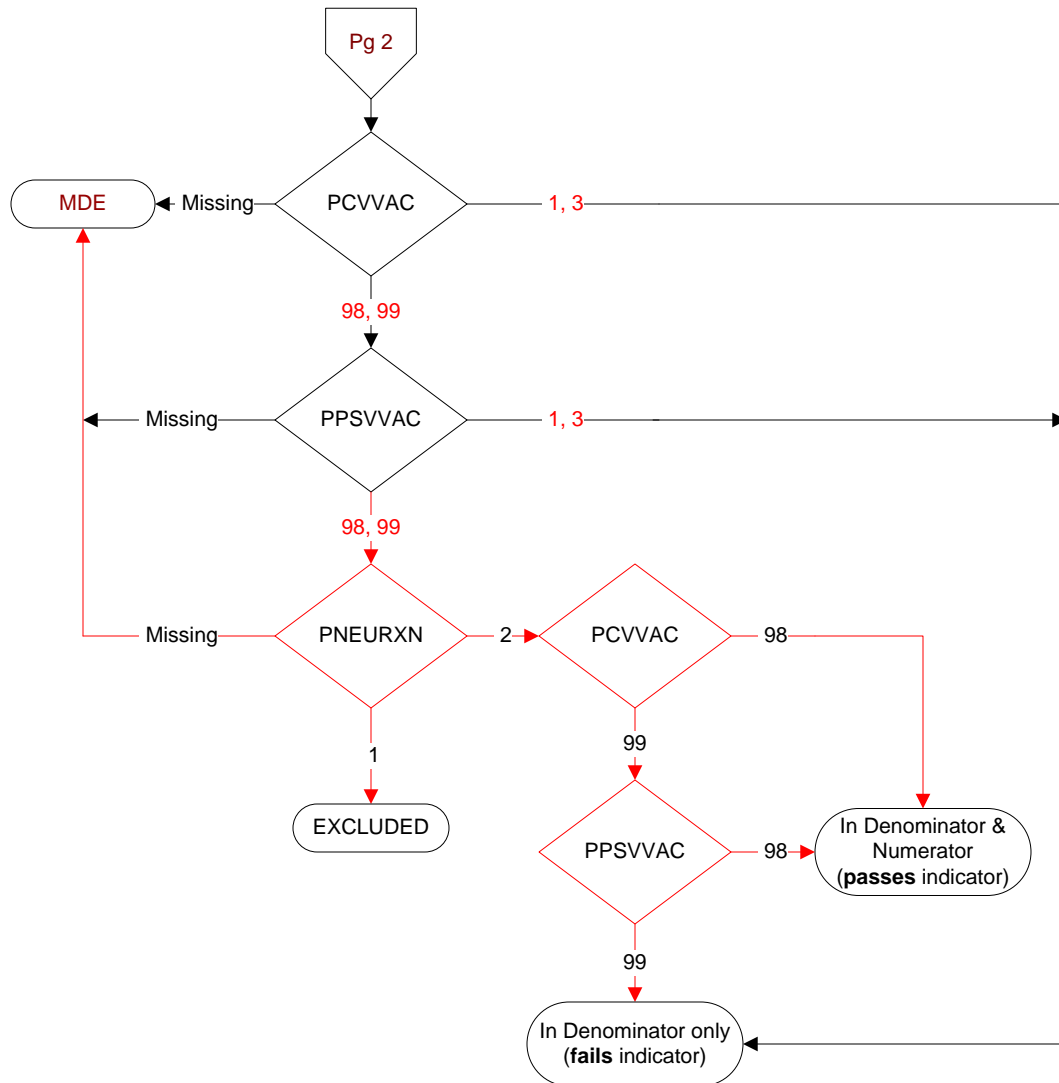 Pg 2
MDE
Missing
PCVVAC
1, 3
98, 99
Missing
PPSVVAC
1, 3
98, 99
Missing
PNEURXN
2
PCVVAC
98
1
99
EXCLUDED
PPSVVAC
98
In Denominator &
Numerator
(passes indicator)
99
In Denominator only
(fails indicator)